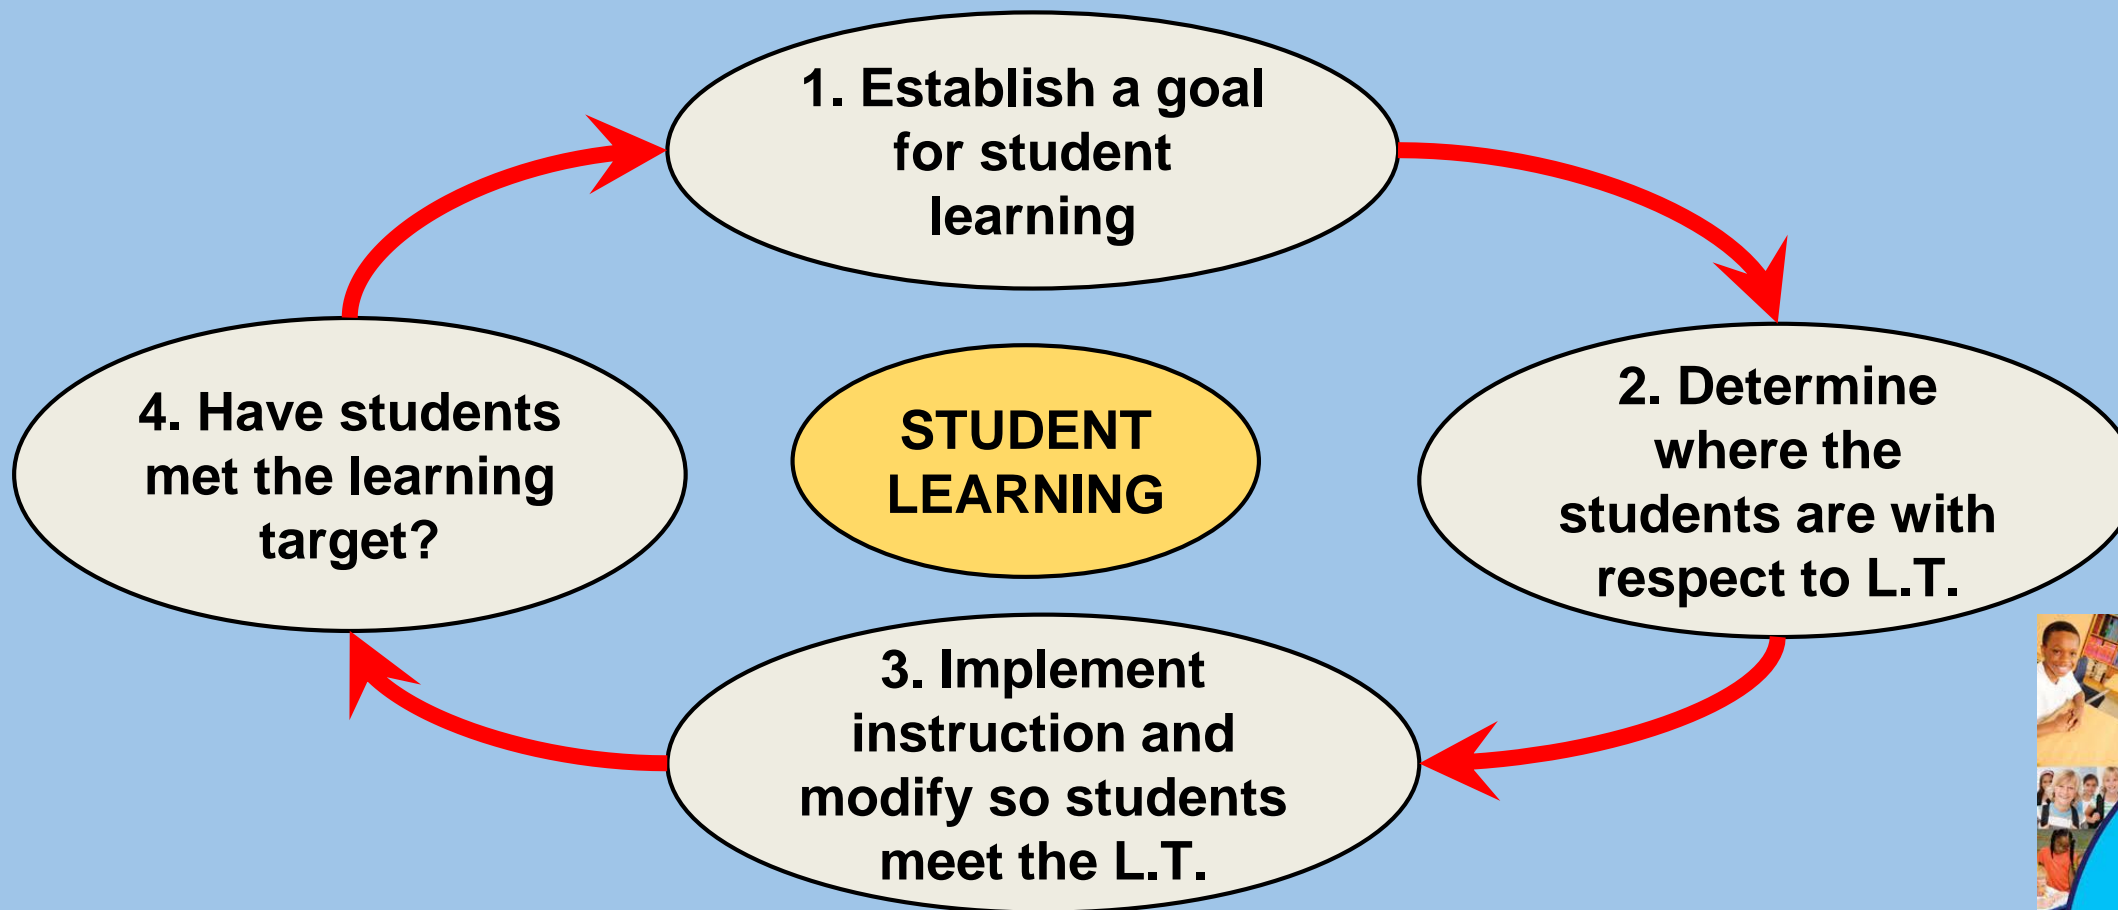 1. Establish a goal
for student
learning
2. Determine
where the
students are with
respect to L.T.
3. Implement
instruction and
modify so students
meet the L.T.
4. Have students
met the learning
target?
STUDENT
LEARNING